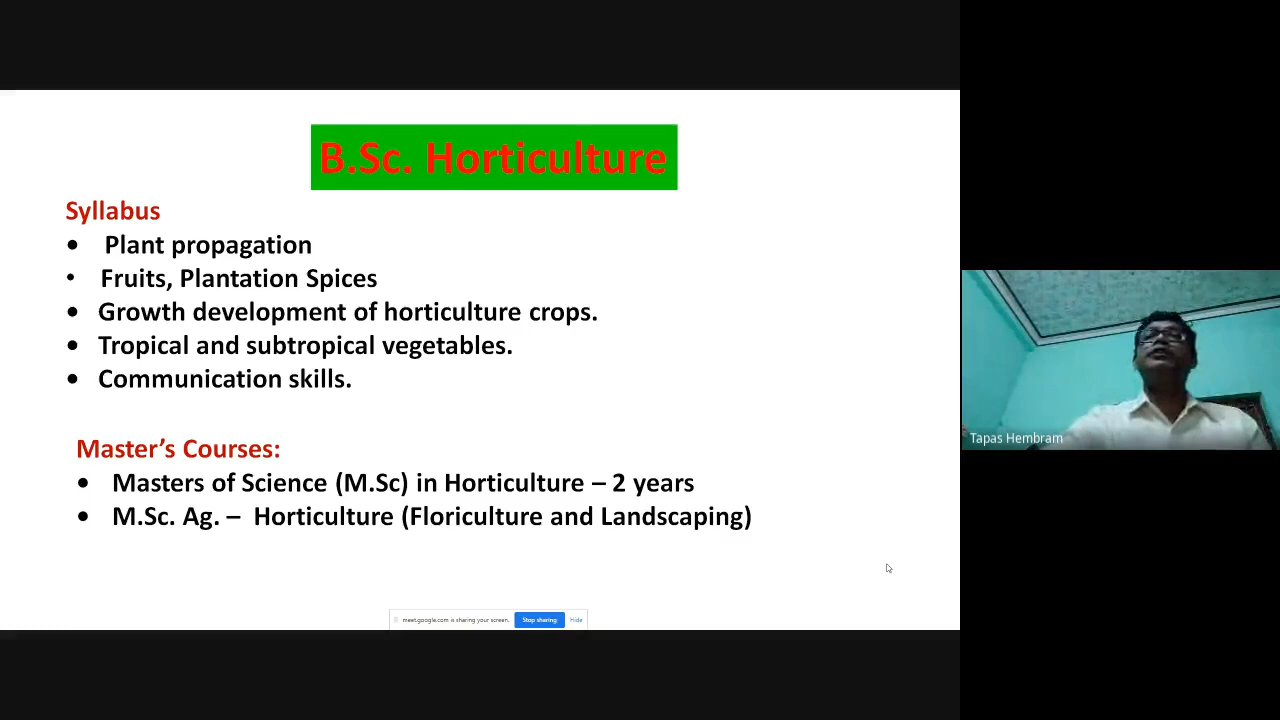 B.Sc. Horticulture
Syllabus
• Plant propagation
• Fruits, Plantation Spices
• Growth development of horticulture crops.
• Tropical and subtropical vegetables.
• Communication skills.
Master’s Courses:
• Masters of Science (M.Sc) in Horticulture – 2 years
• M.Sc. Ag. – Horticulture (Floriculture and Landscaping)
meet.google.com is sharing your screen. Stop sharing Hide
Tapas Hembram